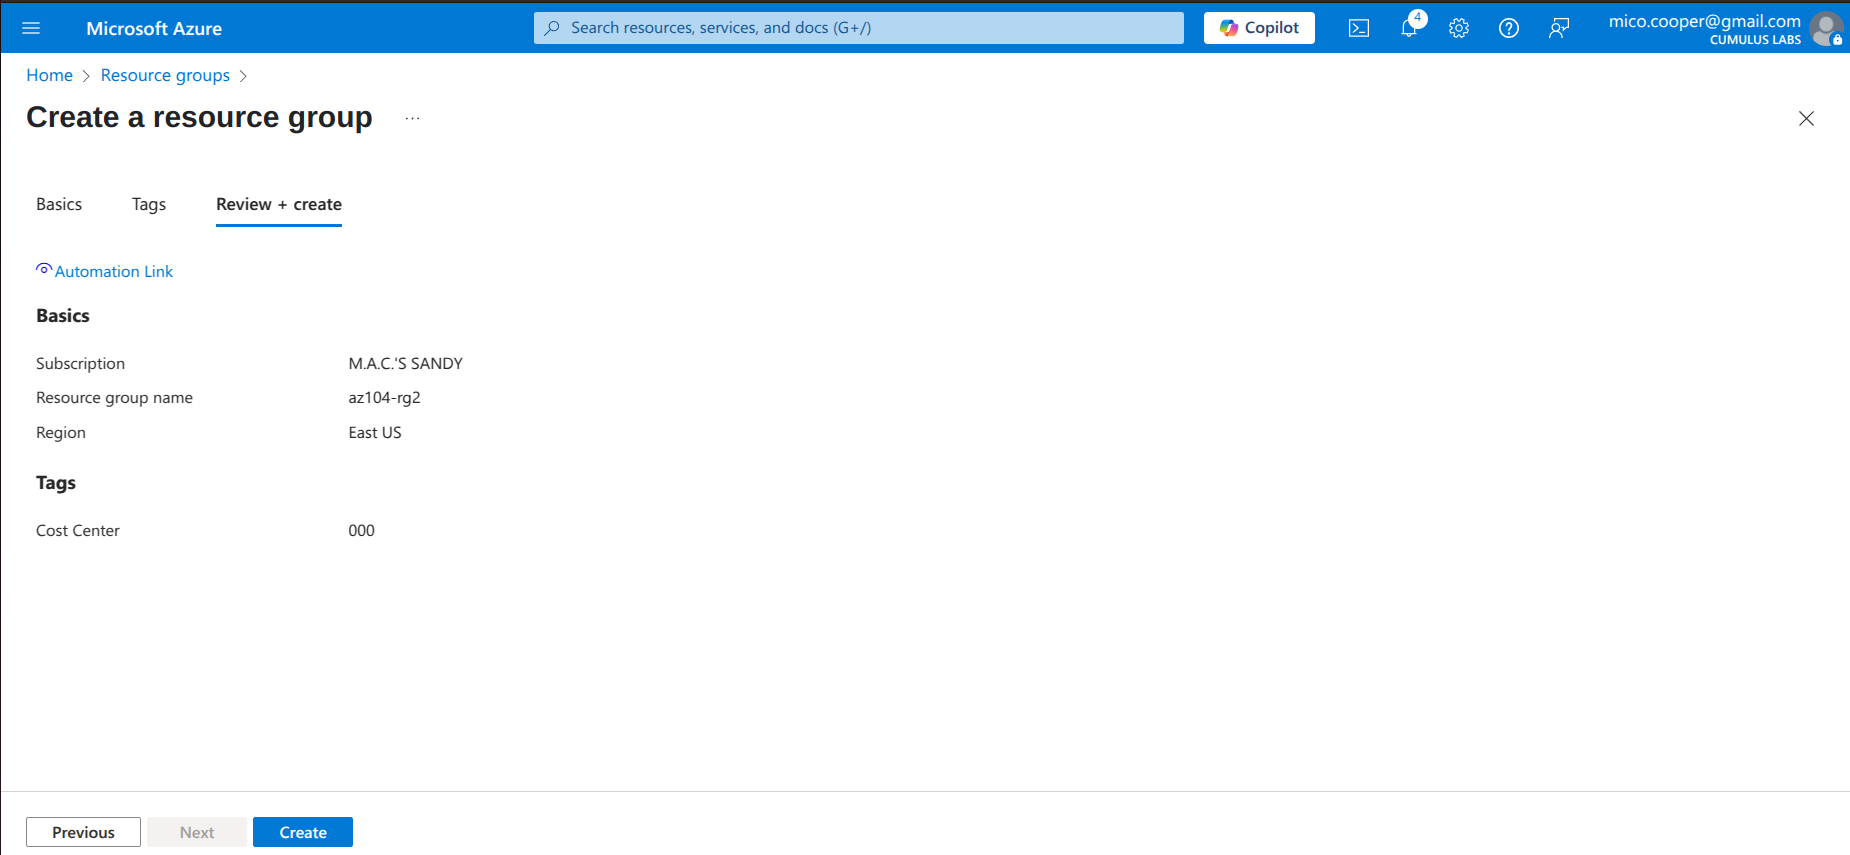 Microsoft Azure
Search resources, services, and docs (G+/)
Copilot
4
mico.cooper@gmail.com
CUMULUS LABS
Home > Resource groups >
Create a resource group ...
Basics Tags Review + create
Automation Link
Basics
Subscription M.A.C.'S SANDY
Resource group name az104-rg2
Region East US
Tags
Cost Center 000
Previous Next Create